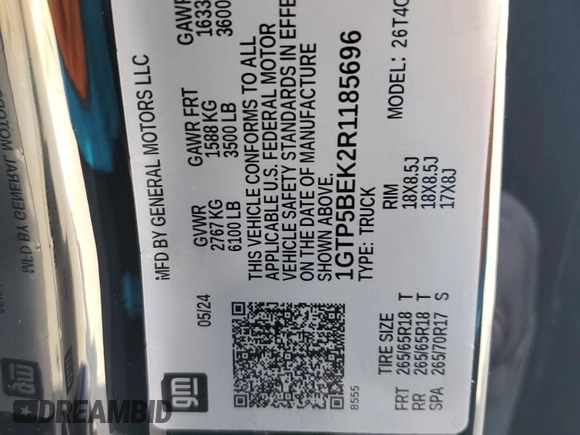 MFD BY GENERAL MOTORS LLC
05/24
GVWR
2767 KG
6100 LB
GAWR FRT
1588 KG
3500 LB
GAWR
1633
3600
THIS VEHICLE CONFORMS TO ALL
APPLICABLE U.S. FEDERAL MOTOR
VEHICLE SAFETY STANDARDS IN EFFE
ON THE DATE OF MANUFACTURE
SHOWN ABOVE.
1GTP5BEK2R1185696
TYPE: TRUCK
MODEL: 26T4C
gm
8555
TIRE SIZE
RIM
FRT 265/65R18 T 18X8.5J
RR 265/65R18 T 18X8.5J
SPA 265/70R17 S 17X8J
DREAMBID